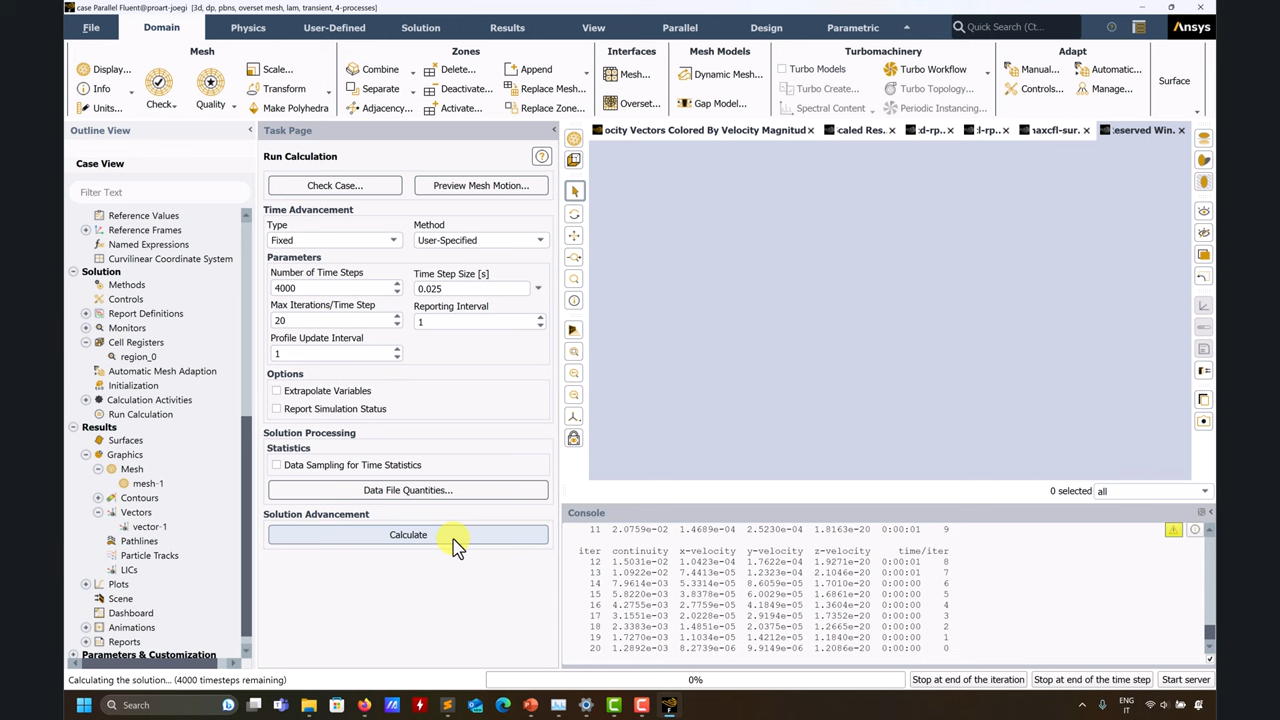 case Parallel Fluent@proart-joegi [3d, dp, pbns, overset mesh, lam, transient, 4-processes]
File Domain Physics User-Defined Solution Results View Parallel Design Parametric Quick Search (Ct... Ansys
Mesh Zones Interfaces Mesh Models Turbomachinery Adapt
Display... Scale... Combine Delete... Append Mesh... Dynamic Mesh... Turbo Models Turbo Workflow Manual... Automatic...
Info Check Quality Transform Separate Deactivate... Replace Mesh... Turbo Create... Turbo Topology... Controls... Manage... Surface
Units... Make Polyhedra Adjacency... Activate... Replace Zone... Overset... Gap Model... Spectral Content Periodic Instancing...
Outline View
Case View
Filter Text
Reference Values
Reference Frames
Named Expressions
Curvilinear Coordinate System
Solution
Methods
Controls
Report Definitions
Monitors
Cell Registers
region_0
Automatic Mesh Adaption
Initialization
Calculation Activities
Run Calculation
Results
Surfaces
Graphics
Mesh
mesh-1
Contours
Vectors
vector-1
Pathlines
Particle Tracks
LICs
Plots
Scene
Dashboard
Animations
Reports
Parameters & Customization
Task Page
Run Calculation
Check Case... Preview Mesh Motion...
Time Advancement
Type Method
Fixed User-Specified
Parameters
Number of Time Steps Time Step Size [s]
4000 0.025
Max Iterations/Time Step Reporting Interval
20 1
Profile Update Interval
1
Options
Extrapolate Variables
Report Simulation Status
Solution Processing
Statistics
Data Sampling for Time Statistics
Data File Quantities...
Solution Advancement
Calculate
ocity Vectors Colored By Velocity Magnitud caled Res. :d-rp.. :l-rp.. naxcfl-sur. eserved Win.
0 selected all
Console
11 2.0759e-02 1.4689e-04 2.5230e-04 1.8163e-20 0:00:01 9
iter continuity x-velocity y-velocity z-velocity time/iter
12 1.5031e-02 1.0423e-04 1.7622e-04 1.9271e-20 0:00:01 8
13 1.0922e-02 7.4413e-05 1.2323e-04 2.1046e-20 0:00:01 7
14 7.9614e-03 5.3314e-05 8.6059e-05 1.7010e-20 0:00:00 6
15 5.8220e-03 3.8378e-05 6.0029e-05 1.6861e-20 0:00:00 5
16 4.2755e-03 2.7759e-05 4.1849e-05 1.3604e-20 0:00:00 4
17 3.1551e-03 2.0228e-05 2.9194e-05 1.3642e-20 0:00:00 3
18 2.3383e-03 1.4851e-05 2.0375e-05 1.2665e-20 0:00:00 2
19 1.7270e-03 1.1034e-05 1.4212e-05 1.1840e-20 0:00:00 1
20 1.2892e-03 8.2739e-06 9.9149e-06 1.2086e-20 0:00:00 0
Calculating the solution... (4000 timesteps remaining) 0% Stop at end of the iteration Stop at end of the time step Start server
Search ENG
IT